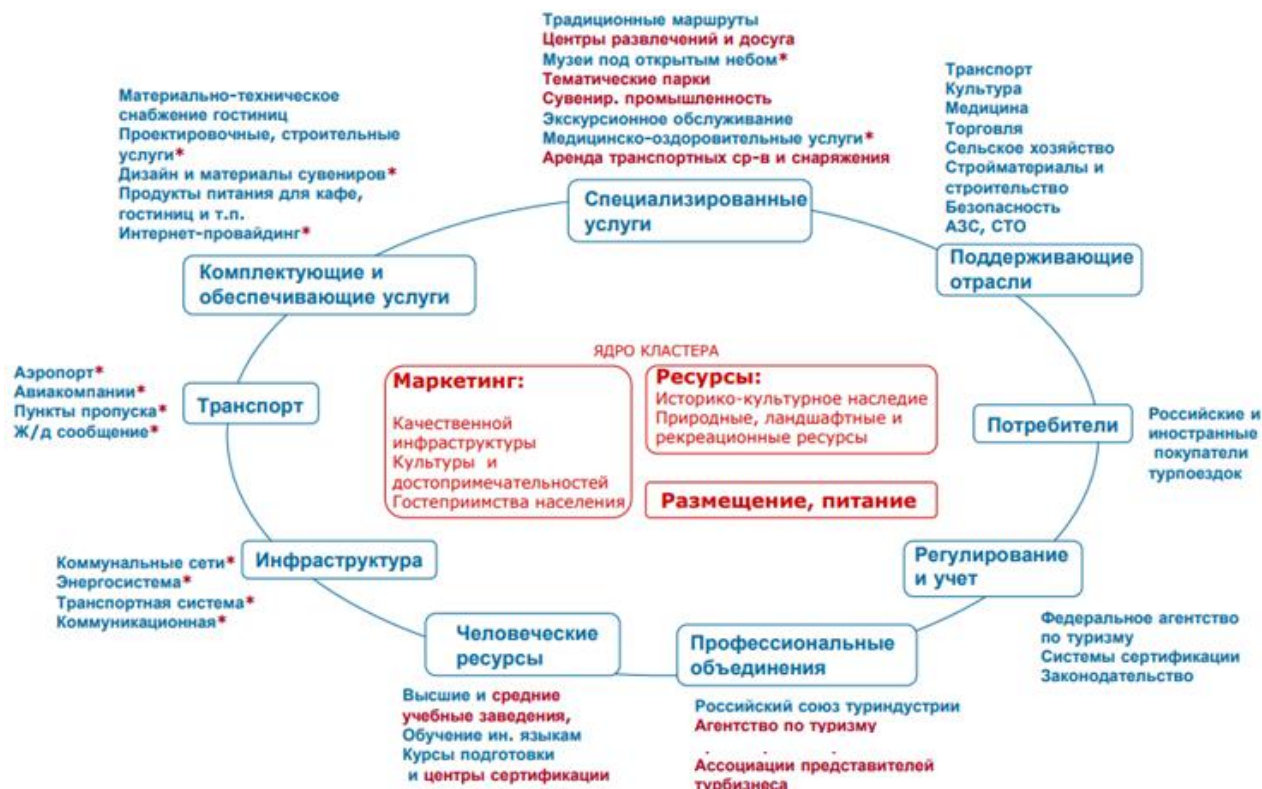 Традиционные маршруты
Центры развлечений и досуга
Музеи под открытым небом*
Тематические парки
Сувенир. промышленность
Экскурсионное обслуживание
Медицинско-оздоровительные услуги*
Аренда транспортных ср-в и снаряжения
Специализированные
услуги
Материально-техническое
снабжение гостиниц
Проектировочные, строительные
услуги*
Дизайн и материалы сувениров*
Продукты питания для кафе,
гостиниц и т.п.
Интернет-провайдинг*
Комплектующие и
обеспечивающие услуги
Транспорт
Культура
Медицина
Торговля
Сельское хозяйство
Стройматериалы и
строительство
Безопасность
АЗС, СТО
Поддерживающие
отрасли
Аэропорт*
Авиакомпании*
Пункты пропуска*
Ж/д сообщение*
Транспорт
ЯДРО КЛАСТЕРА
Маркетинг:
Качественной
инфраструктуры
Культуры и
достопримечательностей
Гостеприимства населения
Ресурсы:
Историко-культурное наследие
Природные, ландшафтные и
рекреационные ресурсы
Размещение, питание
Потребители
Российские и
иностранные
покупатели
турпоездок
Коммунальные сети*
Энергосистема*
Транспортная система*
Коммуникационная*
Инфраструктура
Регулирование
и учет
Федеральное агентство
по туризму
Системы сертификации
Законодательство
Человеческие
ресурсы
Высшие и средние
учебные заведения,
Обучение ин. языкам
Курсы подготовки
и центры сертификации
Профессиональные
объединения
Российский союз туриндустрии
Агентство по туризму
Ассоциации представителей
турбизнеса